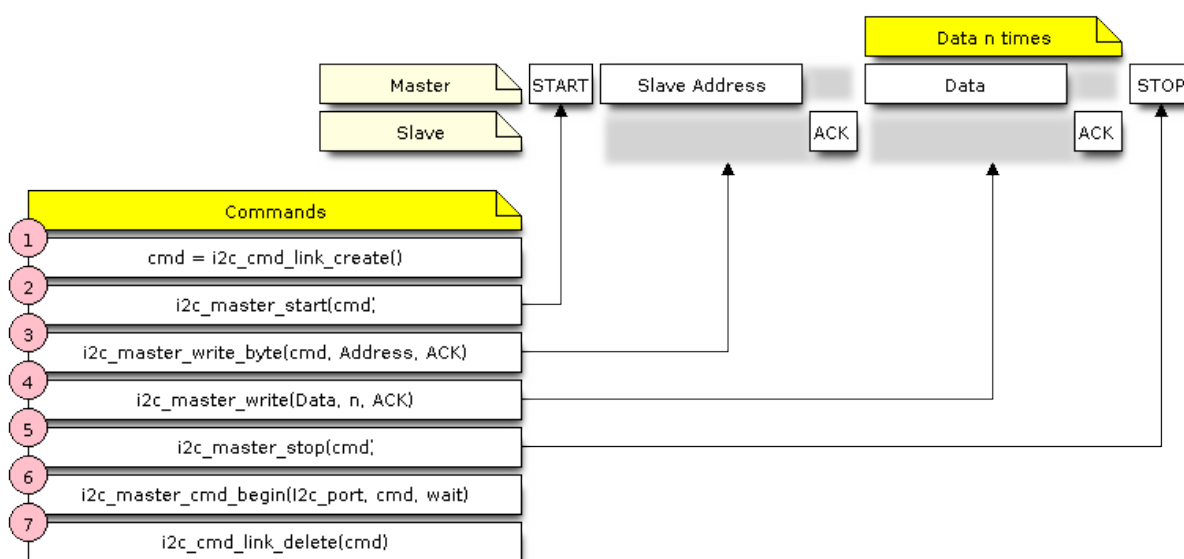 Data n times
Master START Slave Address Data STOP
Slave ACK ACK
Commands
1
cmd = i2c_cmd_link_create()
2
i2c_master_start(cmd;
3
i2c_master_write_byte(cmd, Address, ACK)
4
i2c_master_write(Data, n, ACK)
5
i2c_master_stop(cmd;
6
i2c_master_cmd_begin(I2c_port, cmd, wait)
7
i2c_cmd_link_delete(cmd)